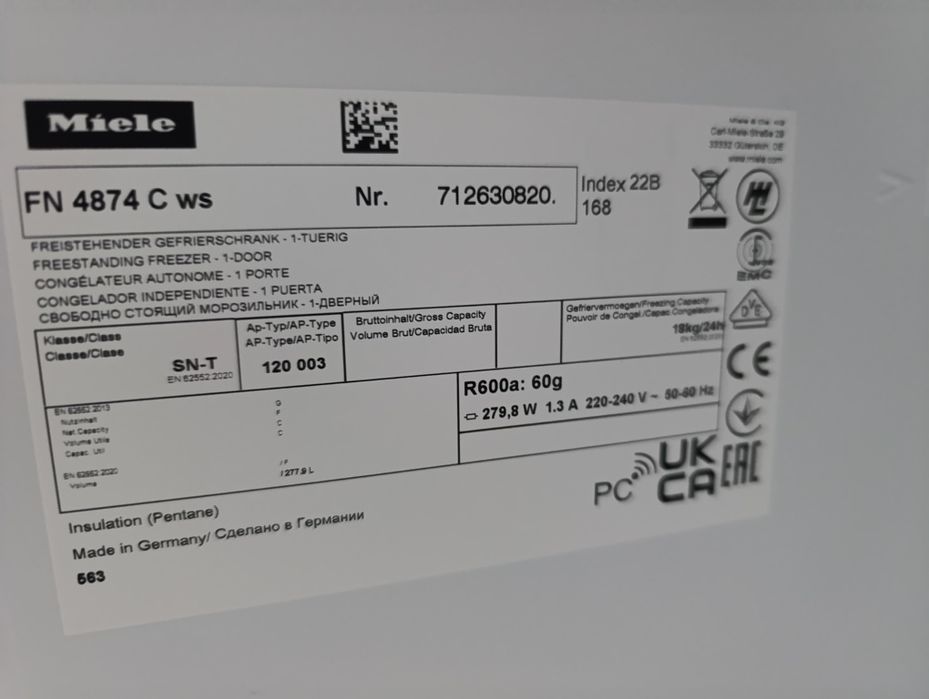 Miele
Miele & Cie. KG
Carl-Miele-Straße 29
33332 Gütersloh, DE
www.miele.com
FN 4874 C ws Nr. 712630820.
Index 22B
168
FREISTEHENDER GEFRIERSCHRANK - 1-TUERIG
FREESTANDING FREEZER - 1-DOOR
CONGÉLATEUR AUTONOME - 1 PORTE
CONGELADOR INDEPENDIENTE - 1 PUERTA
СВОБОДНО СТОЯЩИЙ МОРОЗИЛЬНИК - 1-ДВЕРНЫЙ
EMC
VDE
Klasse/Class
Classe/Clase
SN-T
EN 62552:2020
Ap-Typ/AP-Type
AP-Type/AP-Tipo
120 003
Bruttoinhalt/Gross Capacity
Volume Brut/Capacidad Bruta
Gefriervermoegen/Freezing Capacity
Pouvoir de Congel./Capac. Congeladora
18kg/24h
EN 62552:2020
CE
EN 62552:2013
Nutzinhalt
Net. Capacity
Volume Utile
Capac. Util
G
F
C
C
EN 62552:2020
Volume
/ F
/ 277.9 L
R600a: 60g
279,8 W 1.3 A 220-240 V ~ 50-60 Hz
PC UK
CA EAC
Insulation (Pentane)
Made in Germany/ Сделано в Германии
563